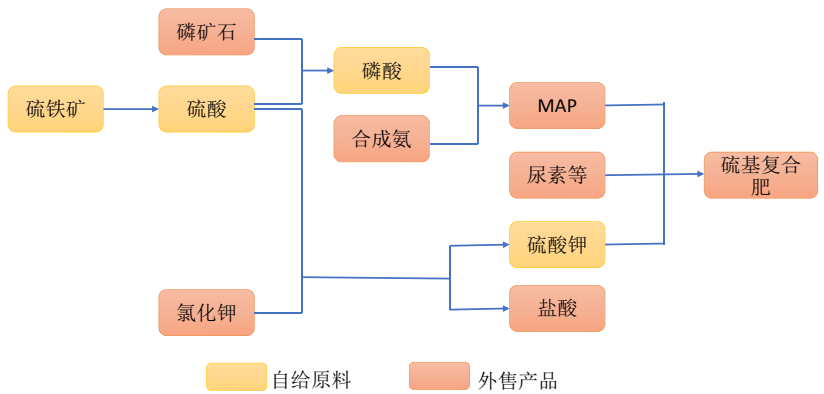 磷矿石
磷酸
硫铁矿
硫酸
MAP
合成氨
尿素等
硫基复合
肥
硫酸钾
氯化钾
盐酸
自给原料
外售产品